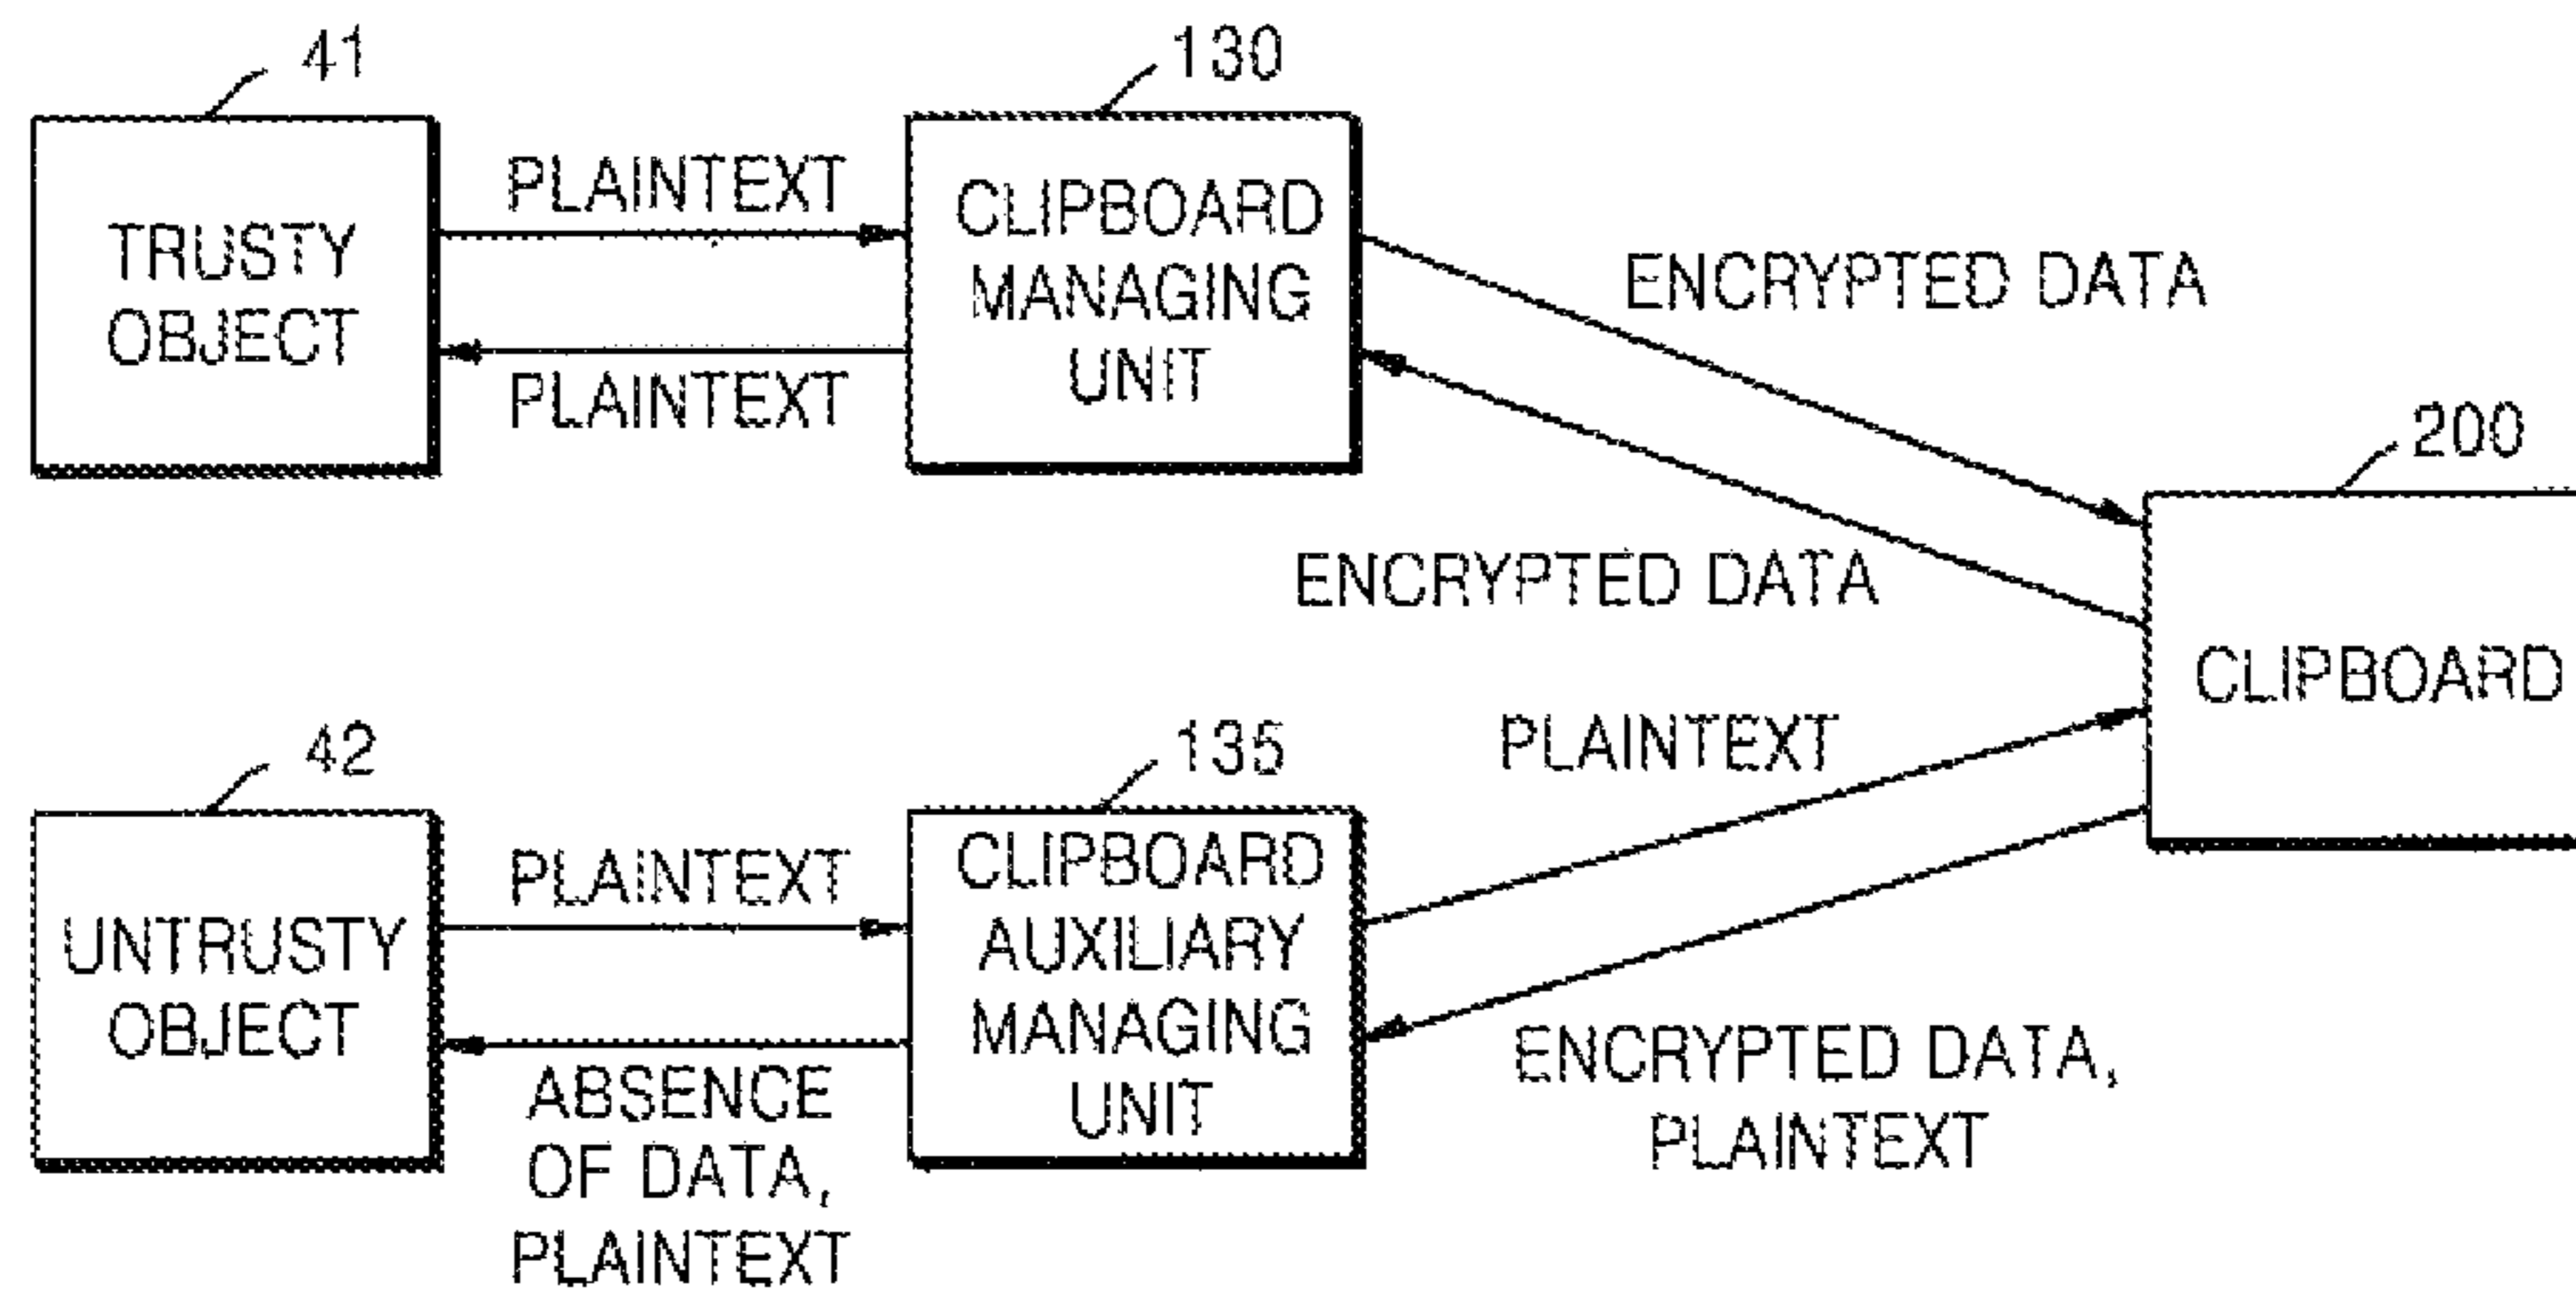 41
130
PLAINTEXT
TRUSTY
OBJECT
CLIPBOARD
MANAGING
UNIT
PLAINTEXT
ENCRYPTED DATA
200
ENCRYPTED DATA
CLIPBOARD
42
135
PLAINTEXT
PLAINTEXT
UNTRUSTY
OBJECT
CLIPBOARD
AUXILIARY
MANAGING
UNIT
ABSENCE
OF DATA,
PLAINTEXT
ENCRYPTED DATA,
PLAINTEXT